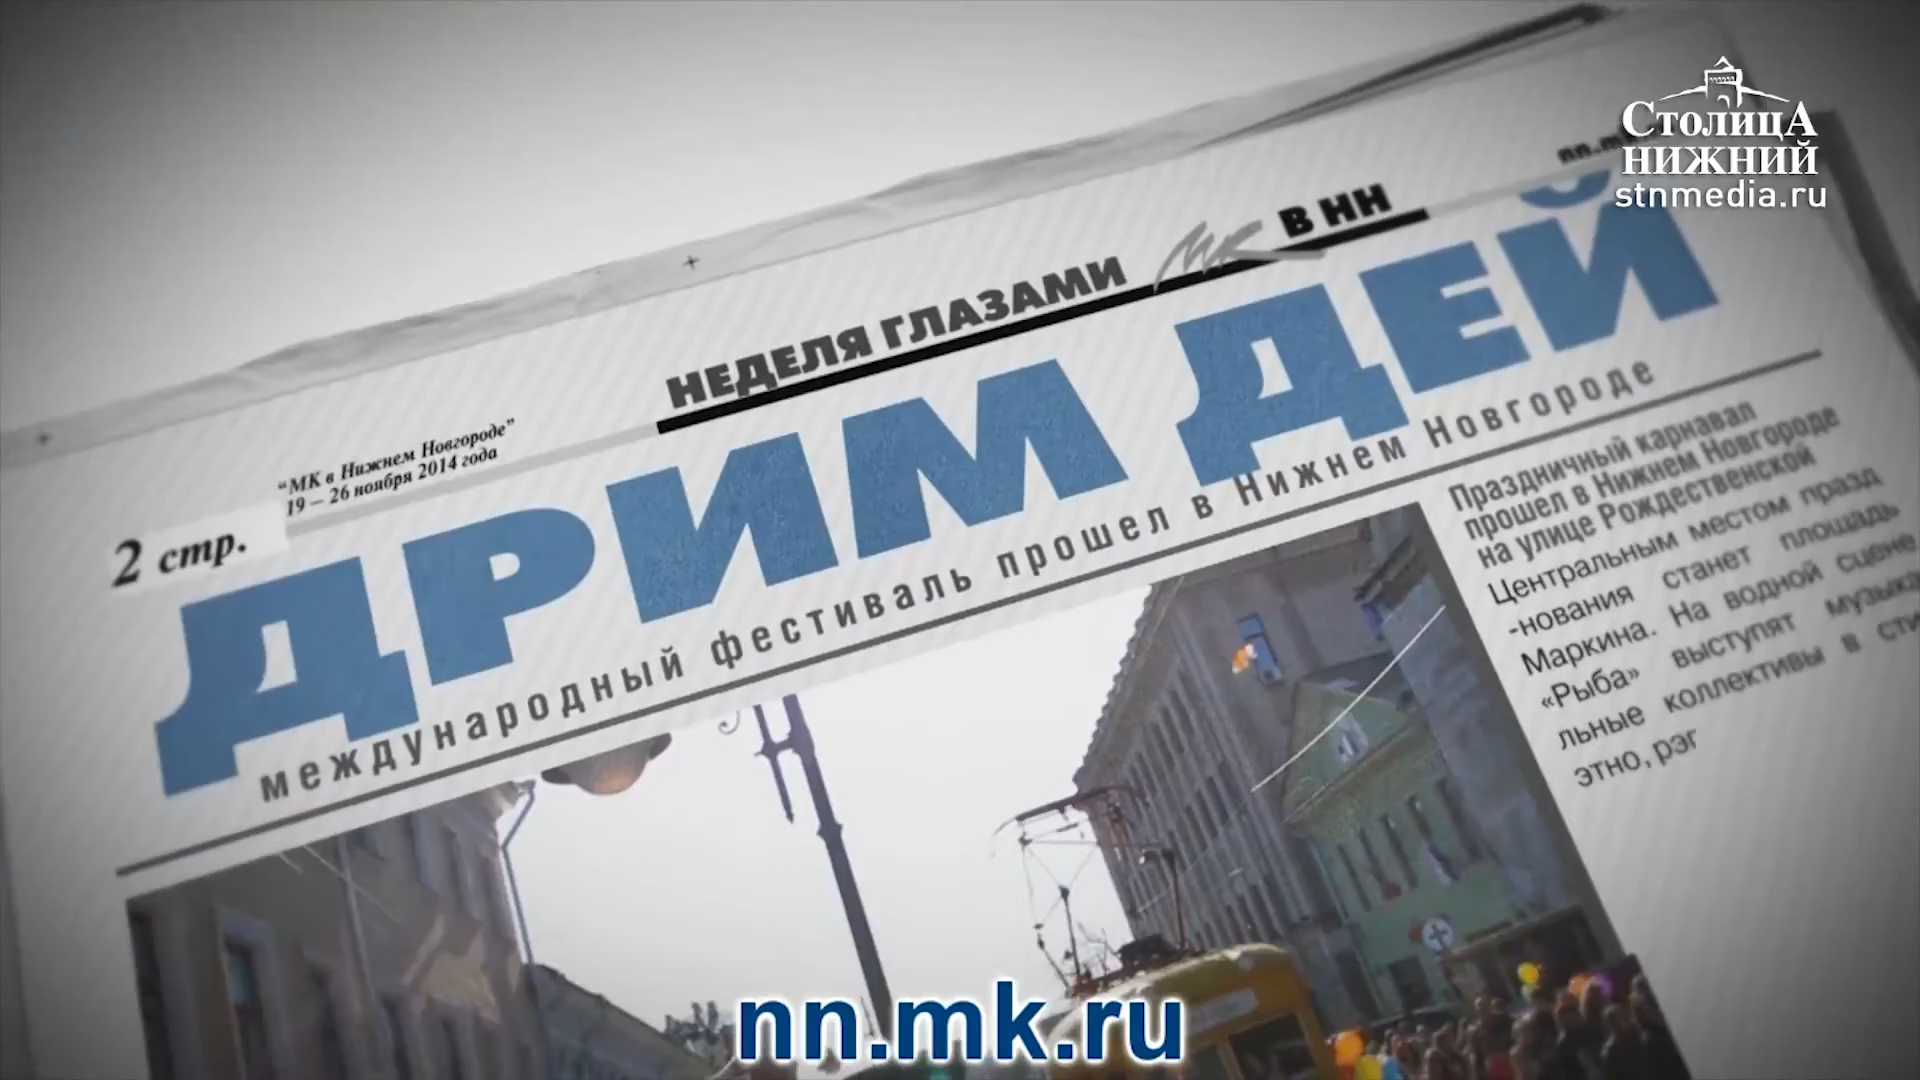 СтолицА
нижний
stnmedia.ru
НЕДЕЛЯ ГЛАЗАМИ МК В НН
“МК в Нижнем Новгороде”
19 – 26 ноября 2014 года
2 стр.
ДРИМ ДЕЙ
международный фестиваль прошел в Нижнем Новгороде
Праздничный карнавал
прошел в Нижнем Новгороде
на улице Рождественской
Центральным местом празд
-нования станет площадь
Маркина. На водной сцене
«Рыба» выступят музыка
льные коллективы в сти
этно, рэг
nn.mk.ru